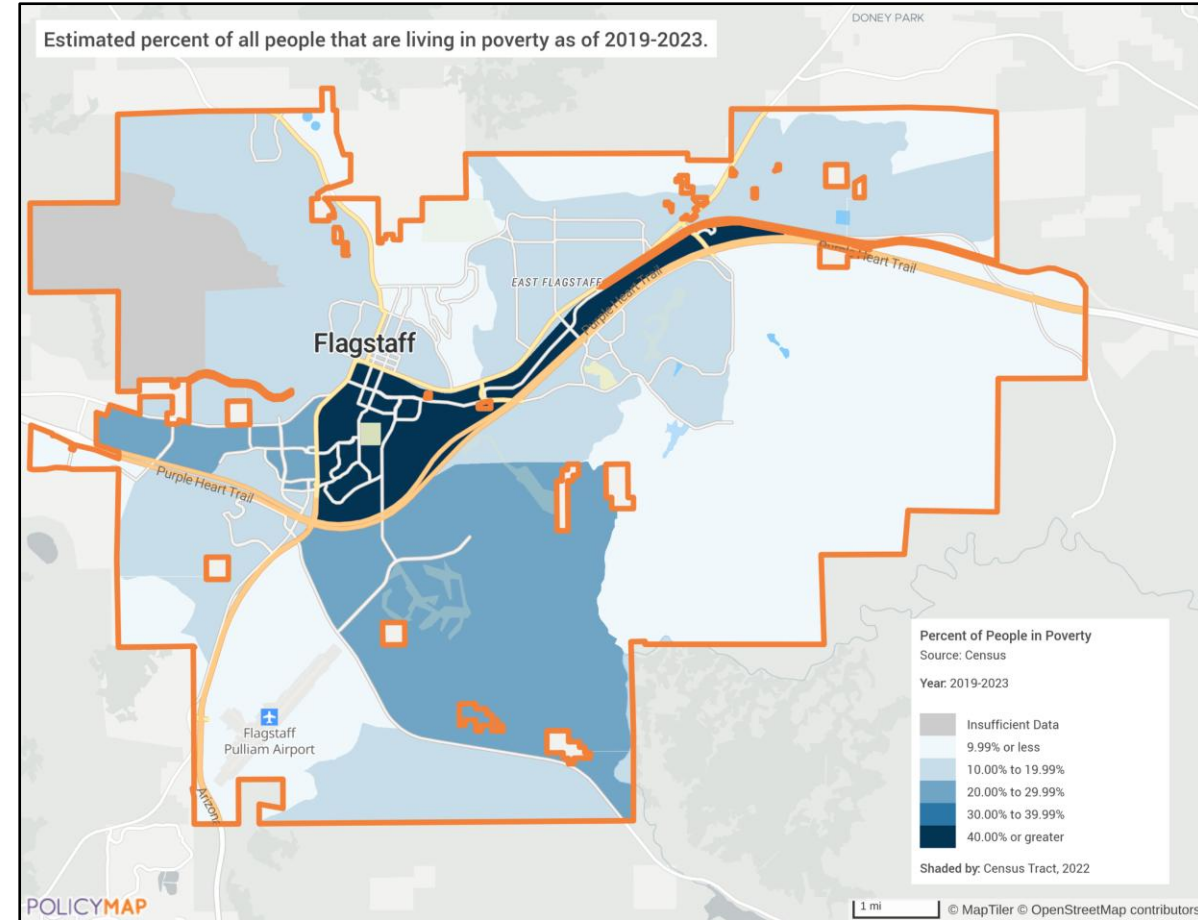 DONEY PARK
Estimated percent of all people that are living in poverty as of 2019-2023.
EAST FLAGSTAFF
Purple Heart Trail
Purple Heart Trail
Flagstaff
Purple Heart Trail
Flagstaff
Pulliam Airport
Arizona
Percent of People in Poverty
Source: Census
Year: 2019-2023
Insufficient Data
9.99% or less
10.00% to 19.99%
20.00% to 29.99%
30.00% to 39.99%
40.00% or greater
Shaded by: Census Tract, 2022
POLICYMAP
1 mi
© MapTiler © OpenStreetMap contributors